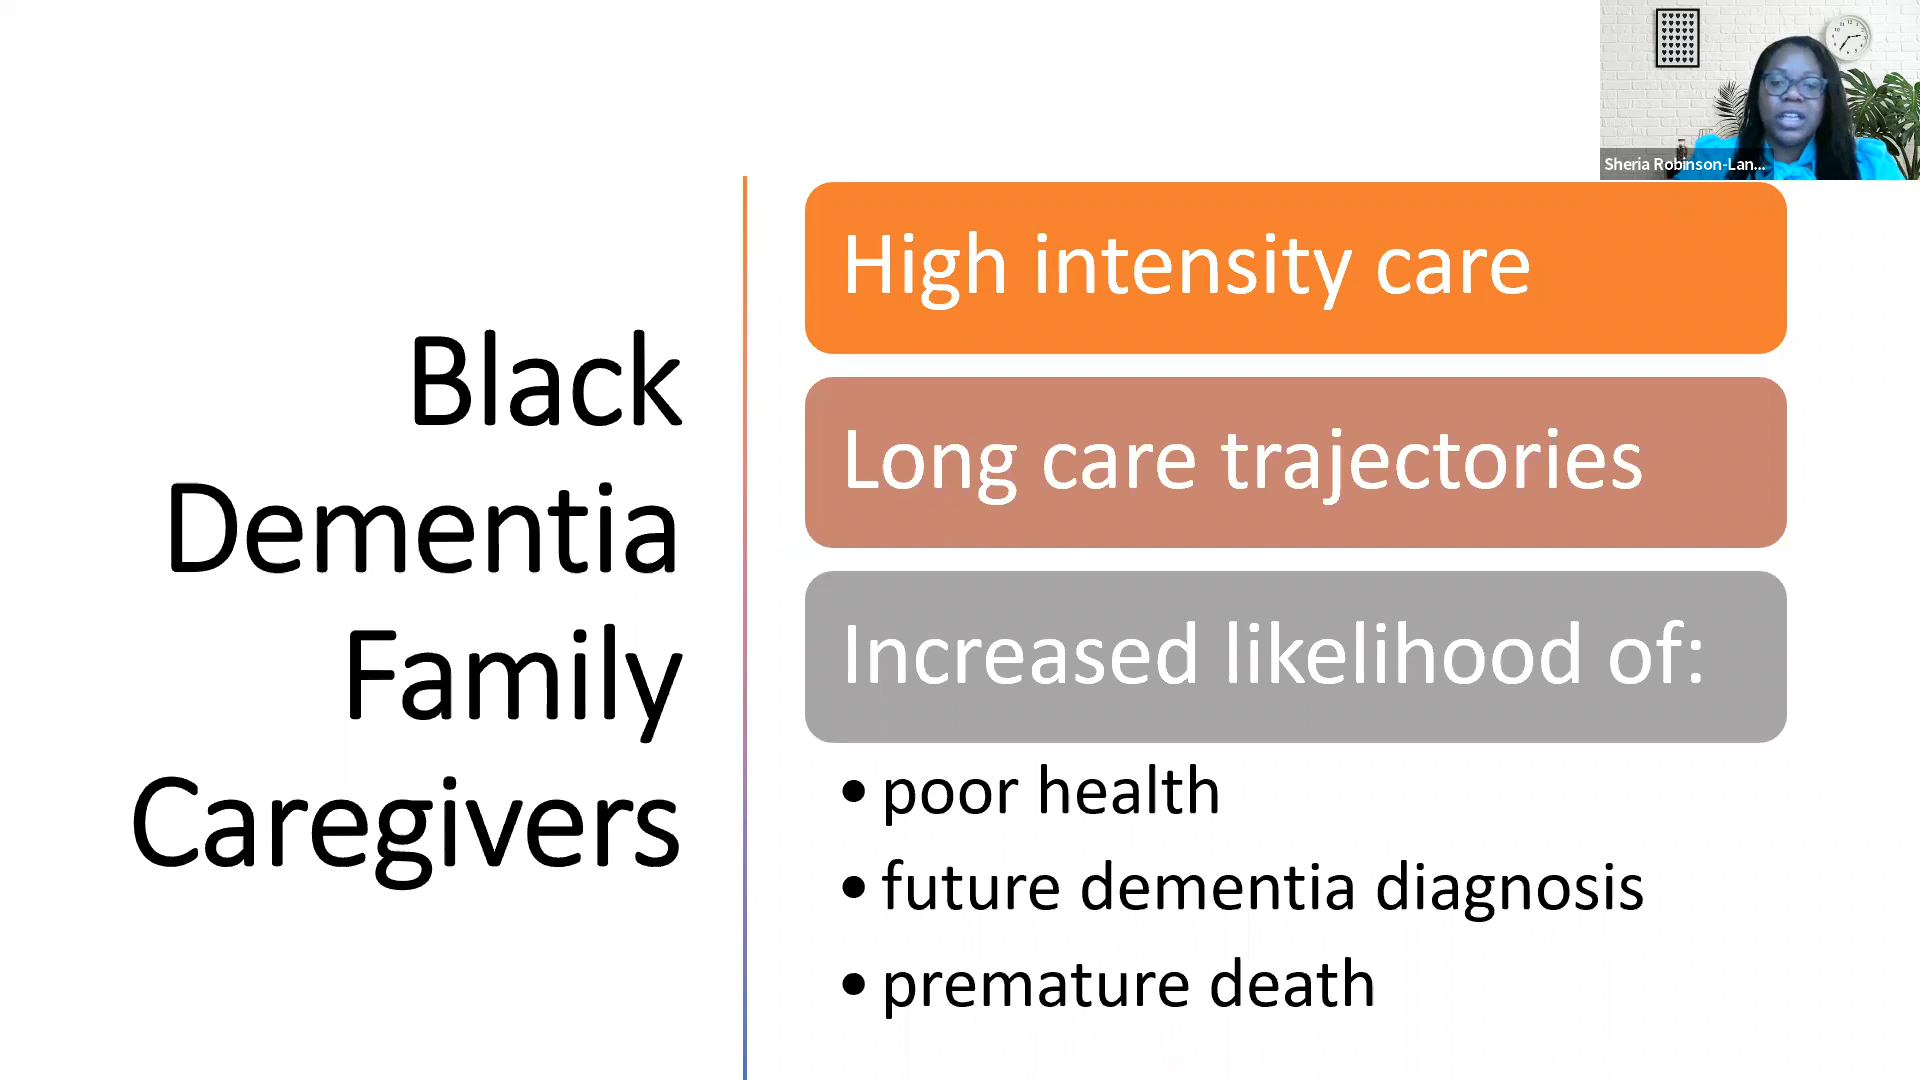 Sheria Robinson-Lan...
Black
Dementia
Family
Caregivers
High intensity care
Long care trajectories
Increased likelihood of:
• poor health
• future dementia diagnosis
• premature death